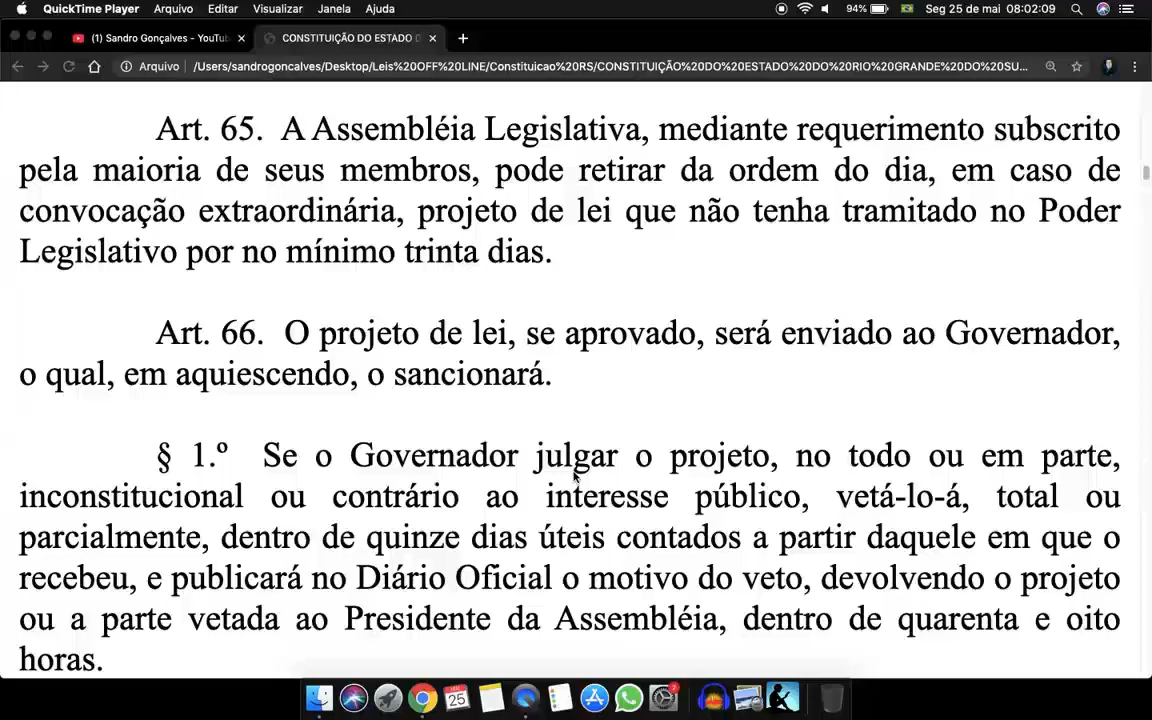 QuickTime Player Arquivo Editar Visualizar Janela Ajuda 94% Seg 25 de mai 08:02:09
(1) Sandro Gonçalves - YouTu CONSTITUIÇÃO DO ESTADO D
Arquivo /Users/sandrogoncalves/Desktop/Leis%20OFF%20LINE/Constituicao%20RS/CONSTITUIÇÃO%20DO%20ESTADO%20DO%20RIO%20GRANDE%20DO%20SU...
Art. 65. A Assembléia Legislativa, mediante requerimento subscrito
pela maioria de seus membros, pode retirar da ordem do dia, em caso de
convocação extraordinária, projeto de lei que não tenha tramitado no Poder
Legislativo por no mínimo trinta dias.
Art. 66. O projeto de lei, se aprovado, será enviado ao Governador,
o qual, em aquiescendo, o sancionará.
§ 1.º Se o Governador julgar o projeto, no todo ou em parte,
inconstitucional ou contrário ao interesse público, vetá-lo-á, total ou
parcialmente, dentro de quinze dias úteis contados a partir daquele em que o
recebeu, e publicará no Diário Oficial o motivo do veto, devolvendo o projeto
ou a parte vetada ao Presidente da Assembléia, dentro de quarenta e oito
horas.
25